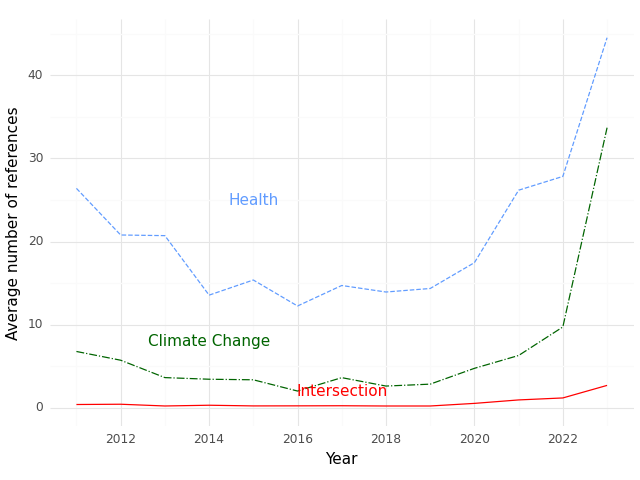 40
30
20
10
0
Average number of references
Health
Climate Change
Intersection
2012 2014 2016 2018 2020 2022
Year